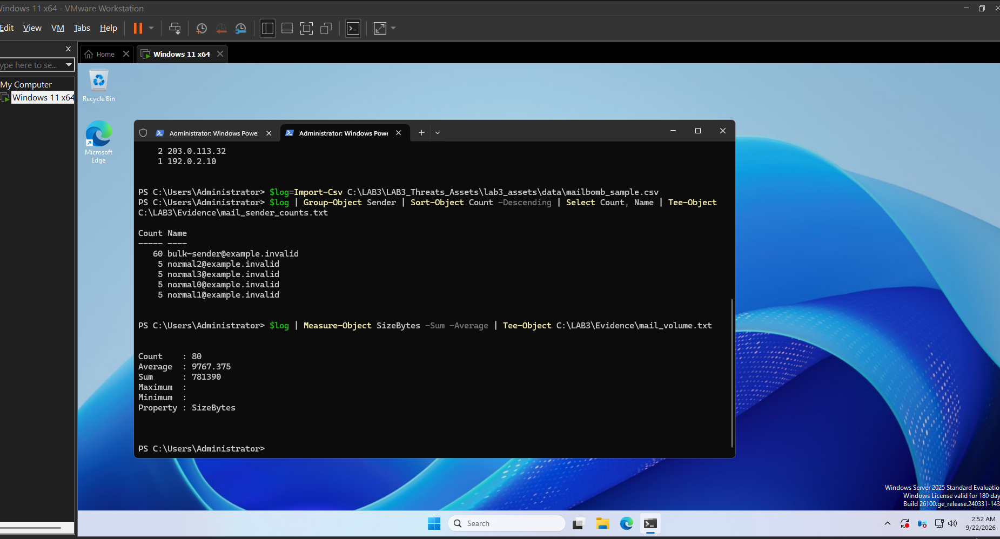 Windows 11 x64 - VMware Workstation
Edit View VM Tabs Help
Home
Windows 11 x64
ype here to se...
My Computer
Windows 11 x64
Recycle Bin
Microsoft
Edge
Administrator: Windows Power
Administrator: Windows Powe
2 203.0.113.32
1 192.0.2.10
PS C:\Users\Administrator> $log=Import-Csv C:\LAB3\LAB3_Threats_Assets\lab3_assets\data\mailbomb_sample.csv
PS C:\Users\Administrator> $log | Group-Object Sender | Sort-Object Count -Descending | Select Count, Name | Tee-Object
C:\LAB3\Evidence\mail_sender_counts.txt
Count Name
----- ----
60 bulk-sender@example.invalid
5 normal2@example.invalid
5 normal3@example.invalid
5 normal0@example.invalid
5 normal1@example.invalid
PS C:\Users\Administrator> $log | Measure-Object SizeBytes -Sum -Average | Tee-Object C:\LAB3\Evidence\mail_volume.txt
Count : 80
Average : 9767.375
Sum : 781390
Maximum :
Minimum :
Property : SizeBytes
PS C:\Users\Administrator>
Windows Server 2025 Standard Evaluatio
Windows License valid for 180 day
Build 26100.ge_release.240331-143
Search
2:52 AM
9/22/2026